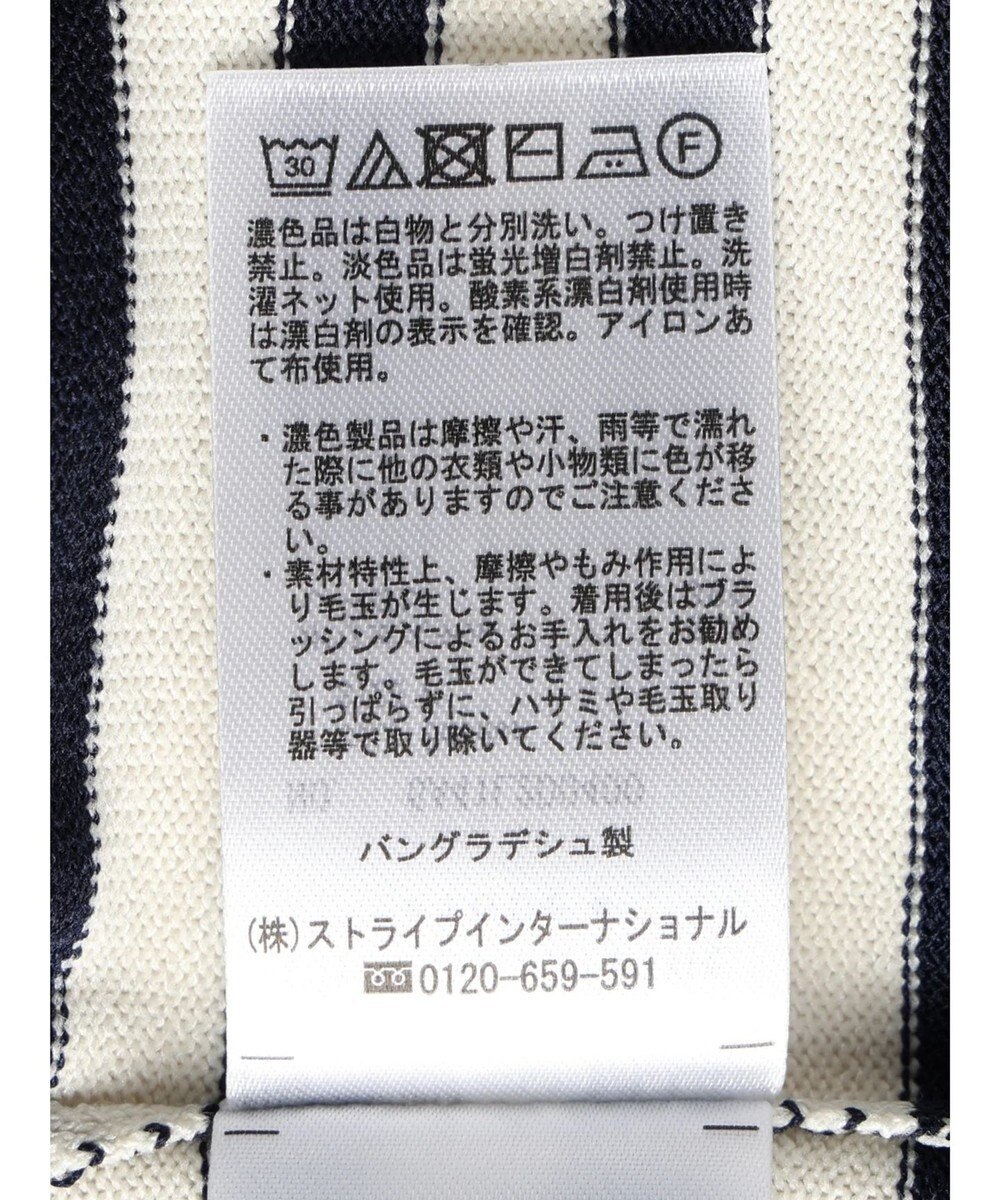 30 F
濃色品は白物と分別洗い。つけ置き
禁止。淡色品は蛍光増白剤禁止。洗
濯ネット使用。酸素系漂白剤使用時
は漂白剤の表示を確認。アイロンあ
て布使用。
・濃色製品は摩擦や汗、雨等で濡れ
た際に他の衣類や小物類に色が移
る事がありますのでご注意くださ
い。
・素材特性上、摩擦やもみ作用によ
り毛玉が生じます。着用後はブラ
ッシングによるお手入れをお勧め
します。毛玉ができてしまったら
引っぱらずに、ハサミや毛玉取り
器等で取り除いてください。
バングラデシュ製
(株)ストライプインターナショナル
0120-659-591